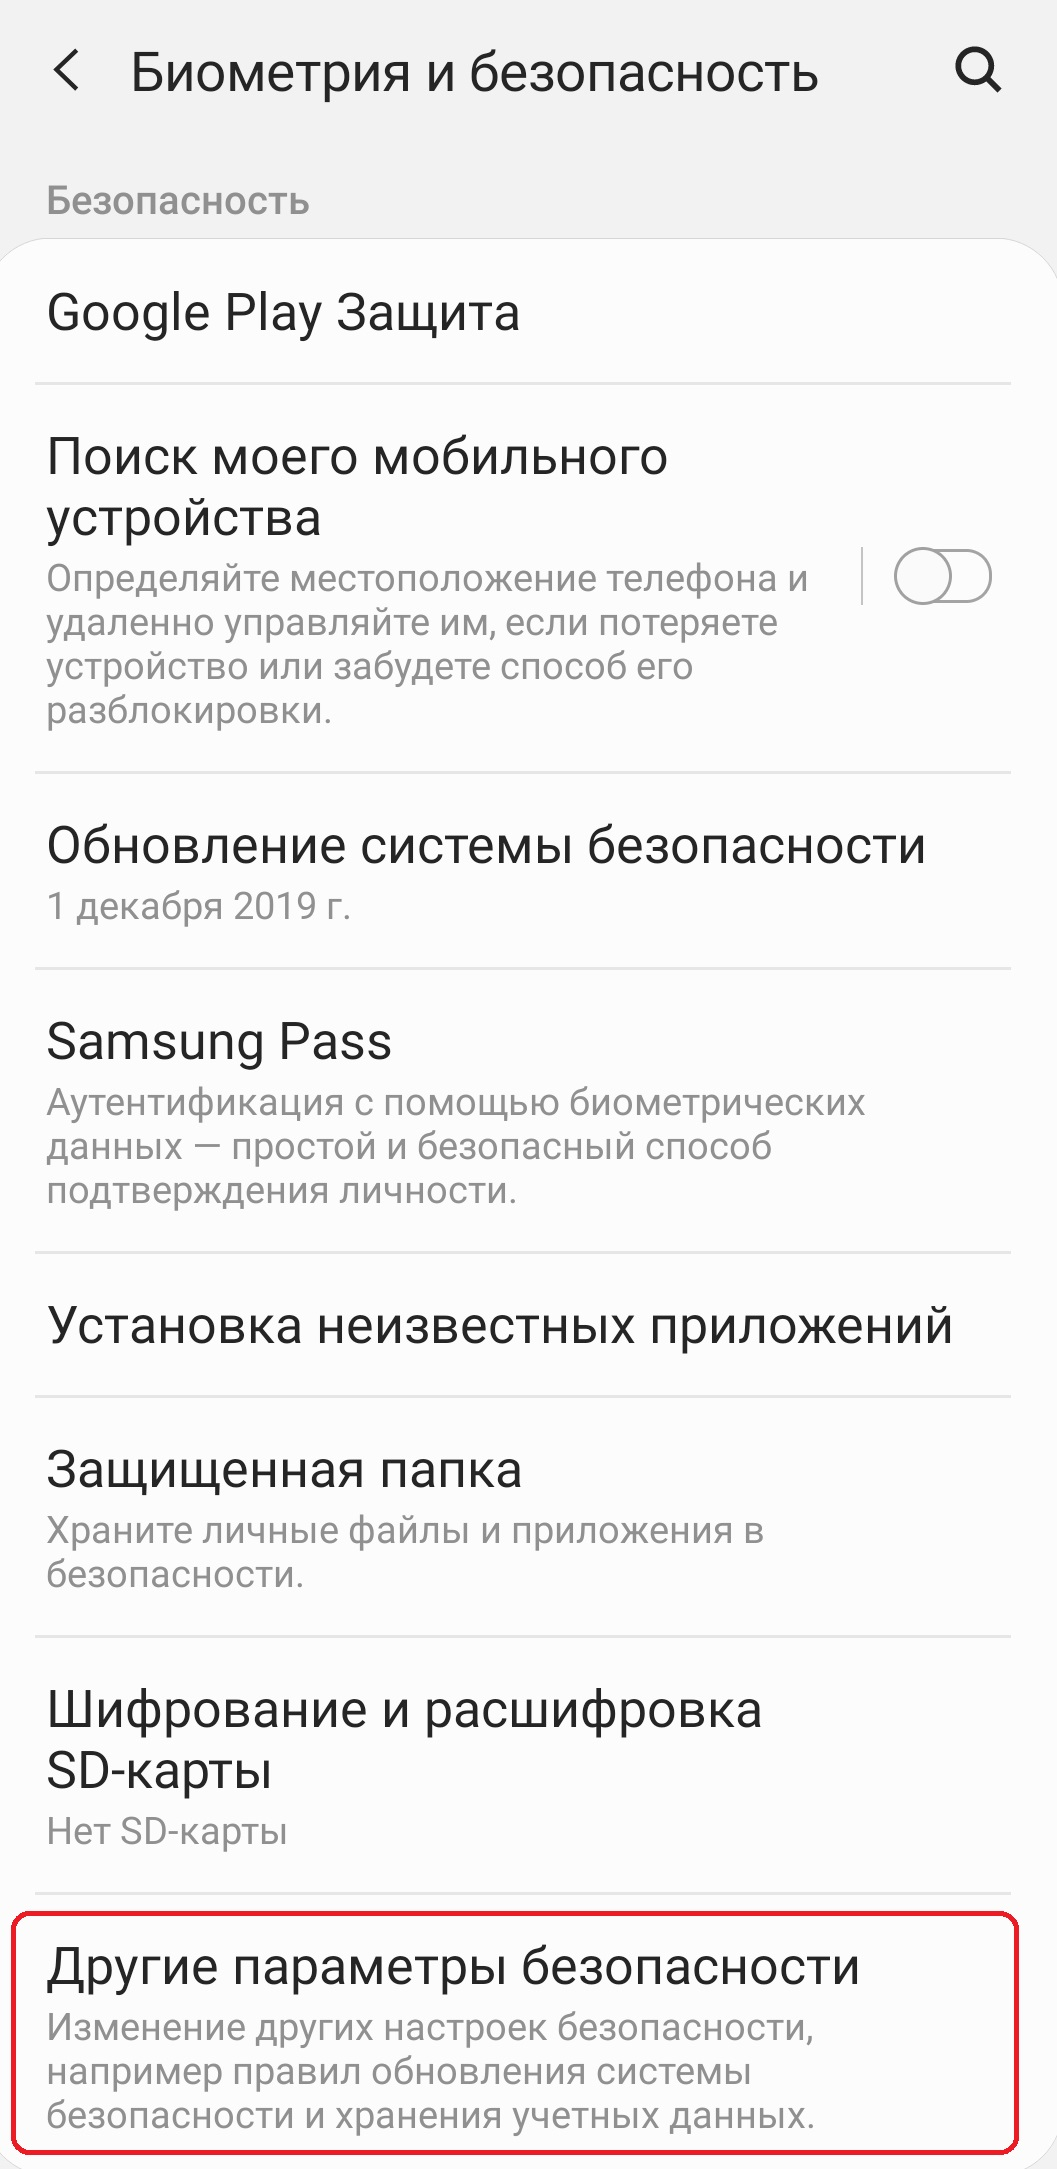 Биометрия и безопасность
Безопасность
Google Play Защита
Поиск моего мобильного
устройства
Определяйте местоположение телефона и
удаленно управляйте им, если потеряете
устройство или забудете способ его
разблокировки.
Обновление системы безопасности
1 декабря 2019 г.
Samsung Pass
Аутентификация с помощью биометрических
данных — простой и безопасный способ
подтверждения личности.
Установка неизвестных приложений
Защищенная папка
Храните личные файлы и приложения в
безопасности.
Шифрование и расшифровка
SD-карты
Нет SD-карты
Другие параметры безопасности
Изменение других настроек безопасности,
например правил обновления системы
безопасности и хранения учетных данных.